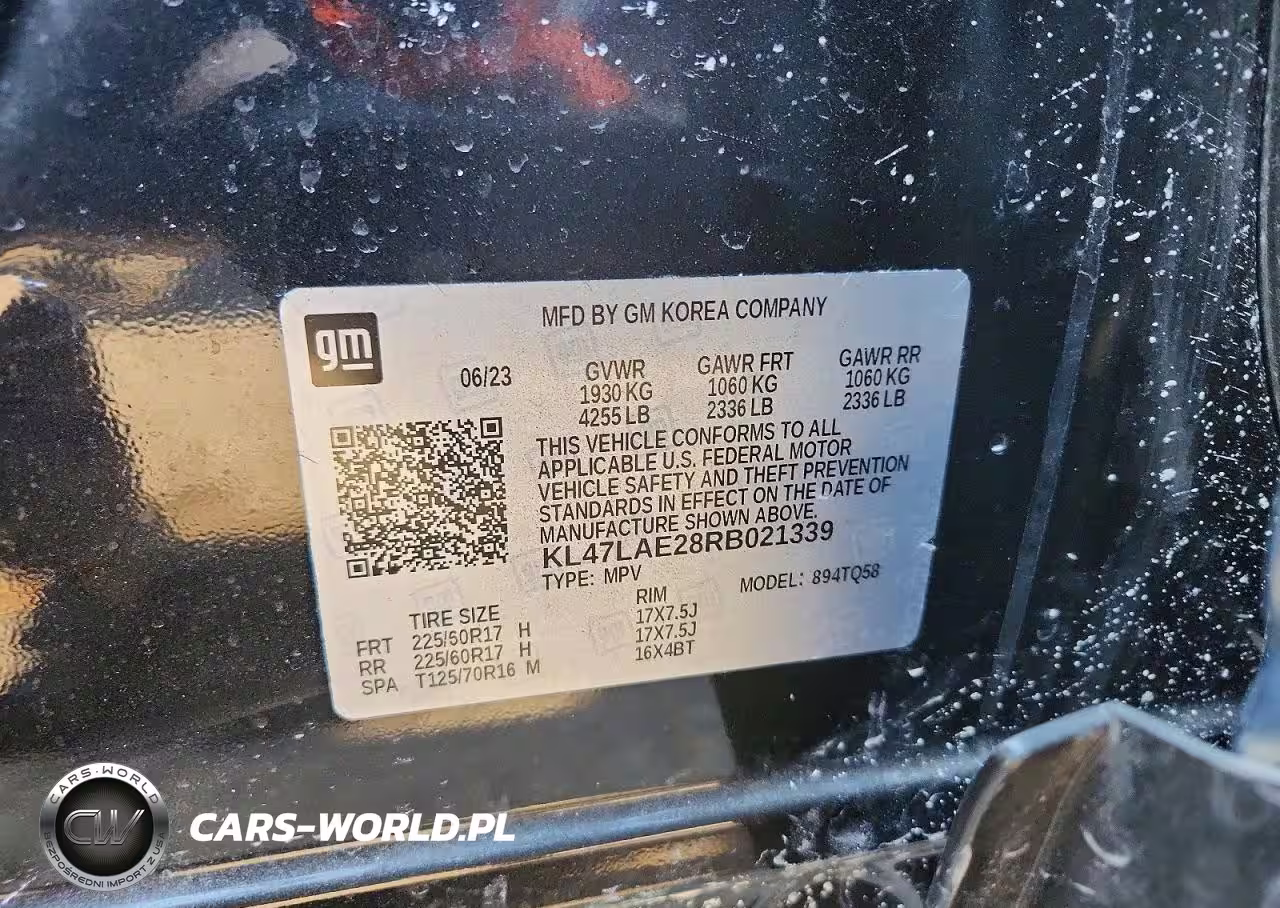 gm
MFD BY GM KOREA COMPANY
06/23
GVWR GAWR FRT GAWR RR
1930 KG 1060 KG 1060 KG
4255 LB 2336 LB 2336 LB
THIS VEHICLE CONFORMS TO ALL
APPLICABLE U.S. FEDERAL MOTOR
VEHICLE SAFETY AND THEFT PREVENTION
STANDARDS IN EFFECT ON THE DATE OF
MANUFACTURE SHOWN ABOVE.
KL47LAE28RB021339
TYPE: MPV MODEL: 894TQ58
TIRE SIZE RIM
FRT 225/60R17 H 17X7.5J
RR 225/60R17 H 17X7.5J
SPA T125/70R16 M 16X4BT
CARS-WORLD
CW
BEZPOŚREDNI IMPORT Z USA
CARS-WORLD.PL